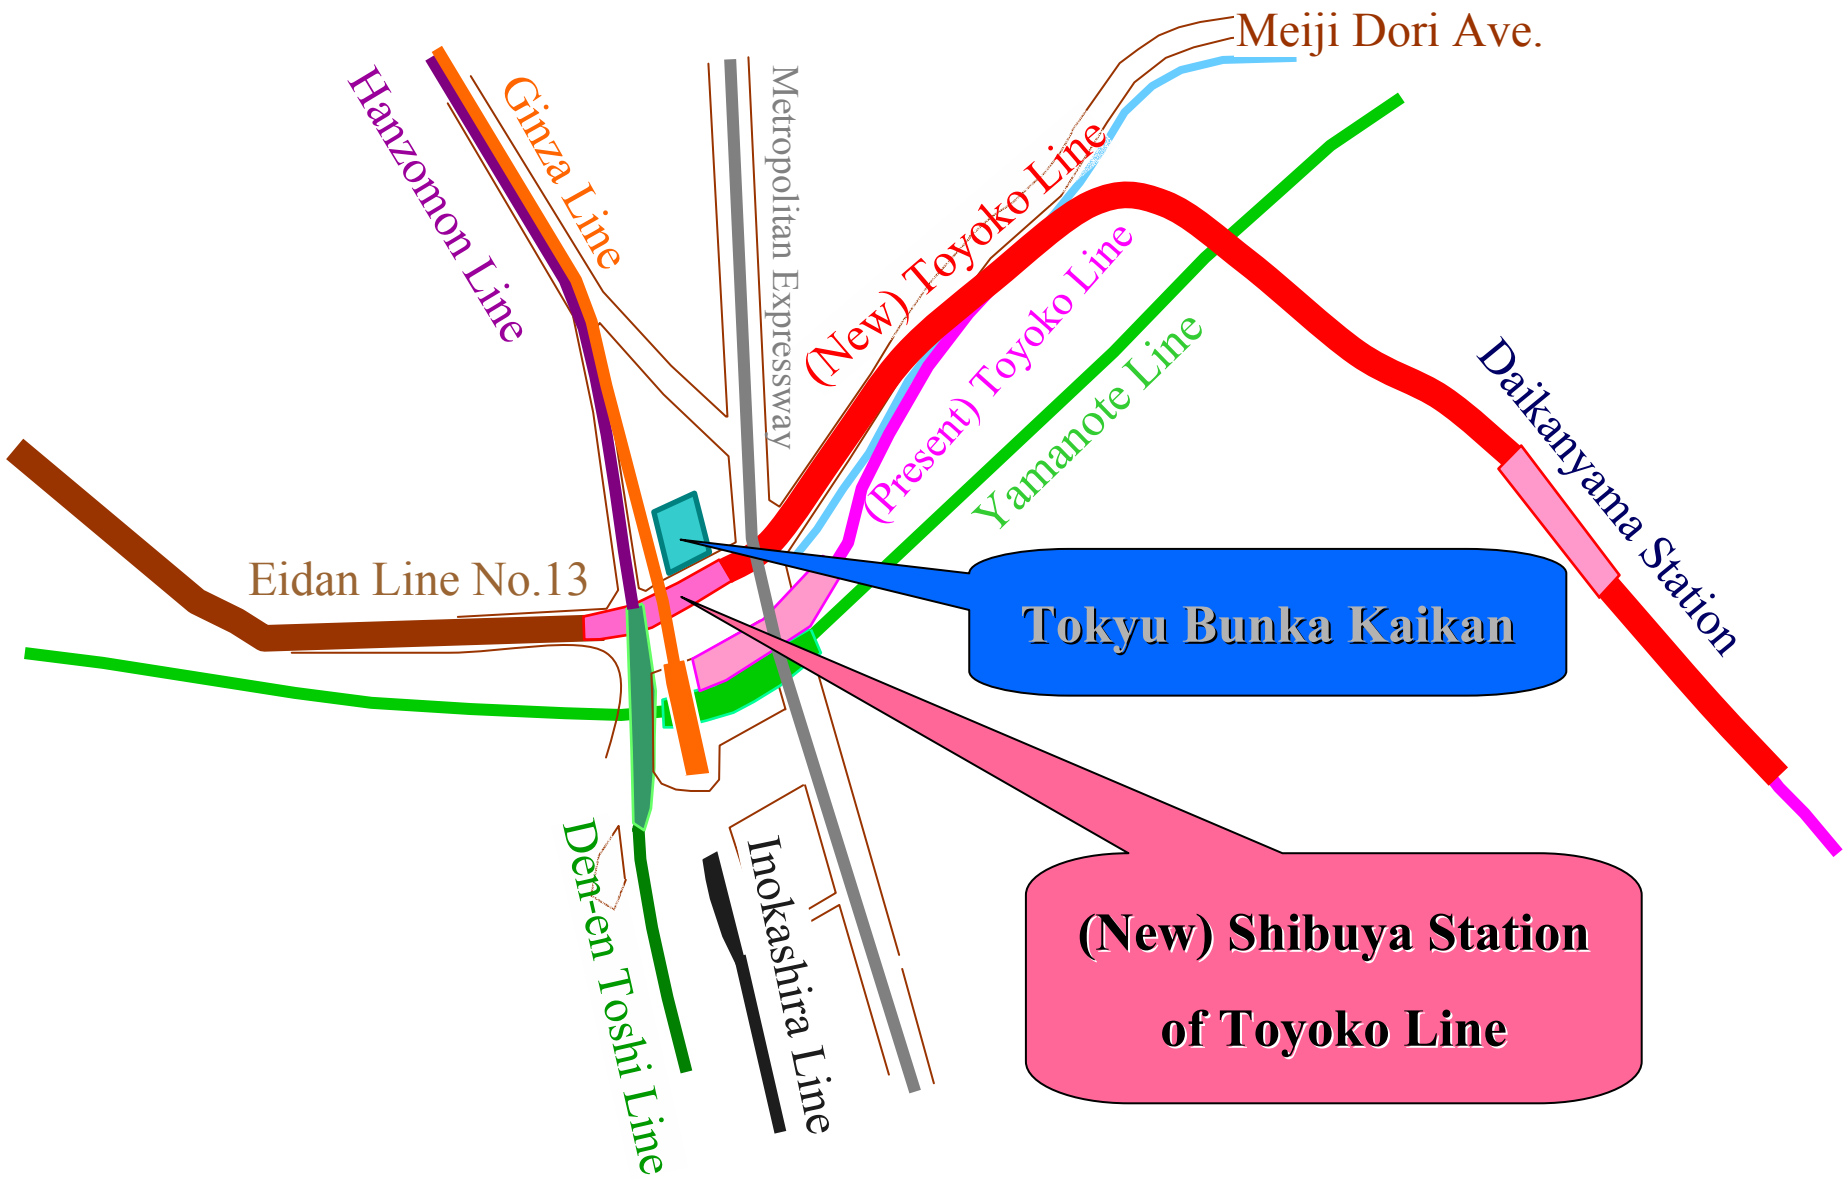 Meiji Dori Ave.
Hanzomon Line
Ginza Line
Metropolitan Expressway
(New) Toyoko Line
(Present) Toyoko Line
Yamanote Line
Daikanyama Station
Eidan Line No.13
Tokyu Bunka Kaikan
Den-en Toshi Line
Inokashira Line
(New) Shibuya Station
of Toyoko Line